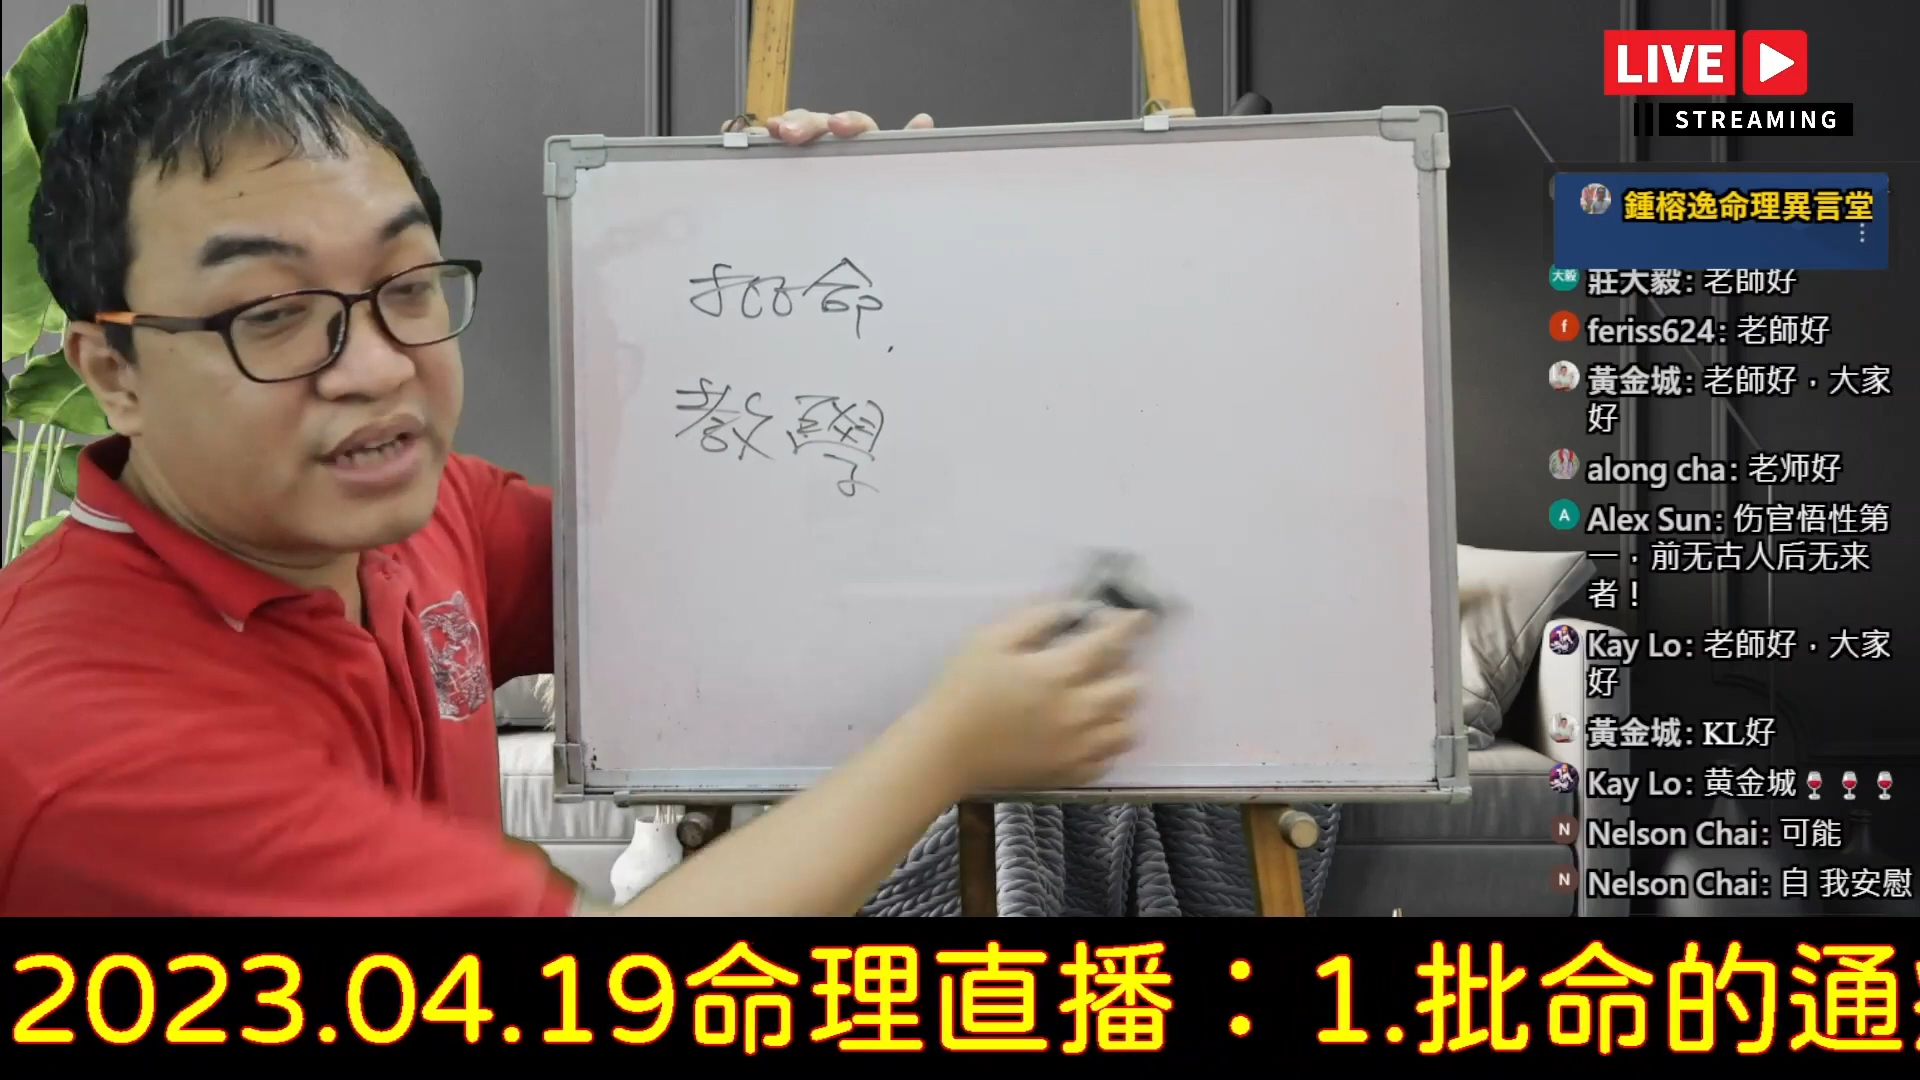 LIVE
STREAMING
批命
教學
鍾榕逸命理異言堂
大毅 莊大毅: 老師好
f feriss624: 老師好
黃金城: 老師好，大家
好
along cha: 老师好
A Alex Sun: 伤官悟性第
一，前无古人后无来
者！
Kay Lo: 老師好，大家
好
黃金城: KL好
Kay Lo: 黄金城🍷🍷🍷
N Nelson Chai: 可能
N Nelson Chai: 自 我安慰
2023.04.19命理直播：1.批命的通